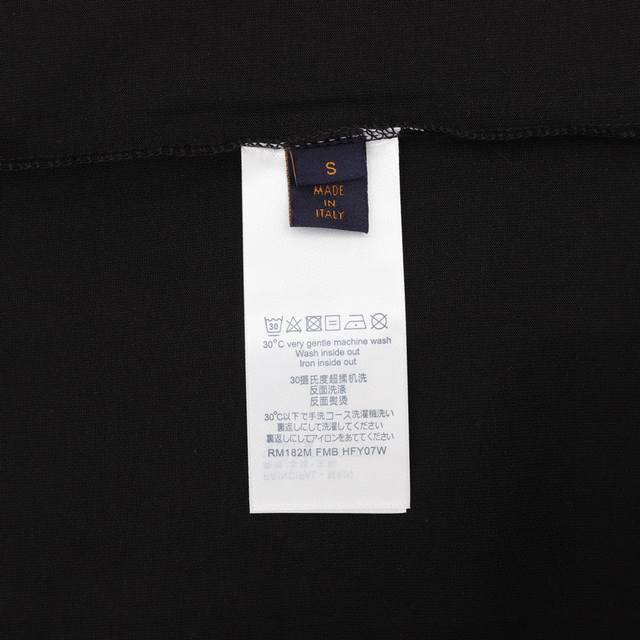 S
MADE
IN
ITALY
30
30°C very gentle machine wash
Wash inside out
Iron inside out
30摄氏度超揉机洗
反面洗涤
反面熨烫
30℃以下で手洗コース洗濯機洗い
裏返しにして洗濯してください
裏返しにしてアイロンをあててください
RM182M FMB HFY07W